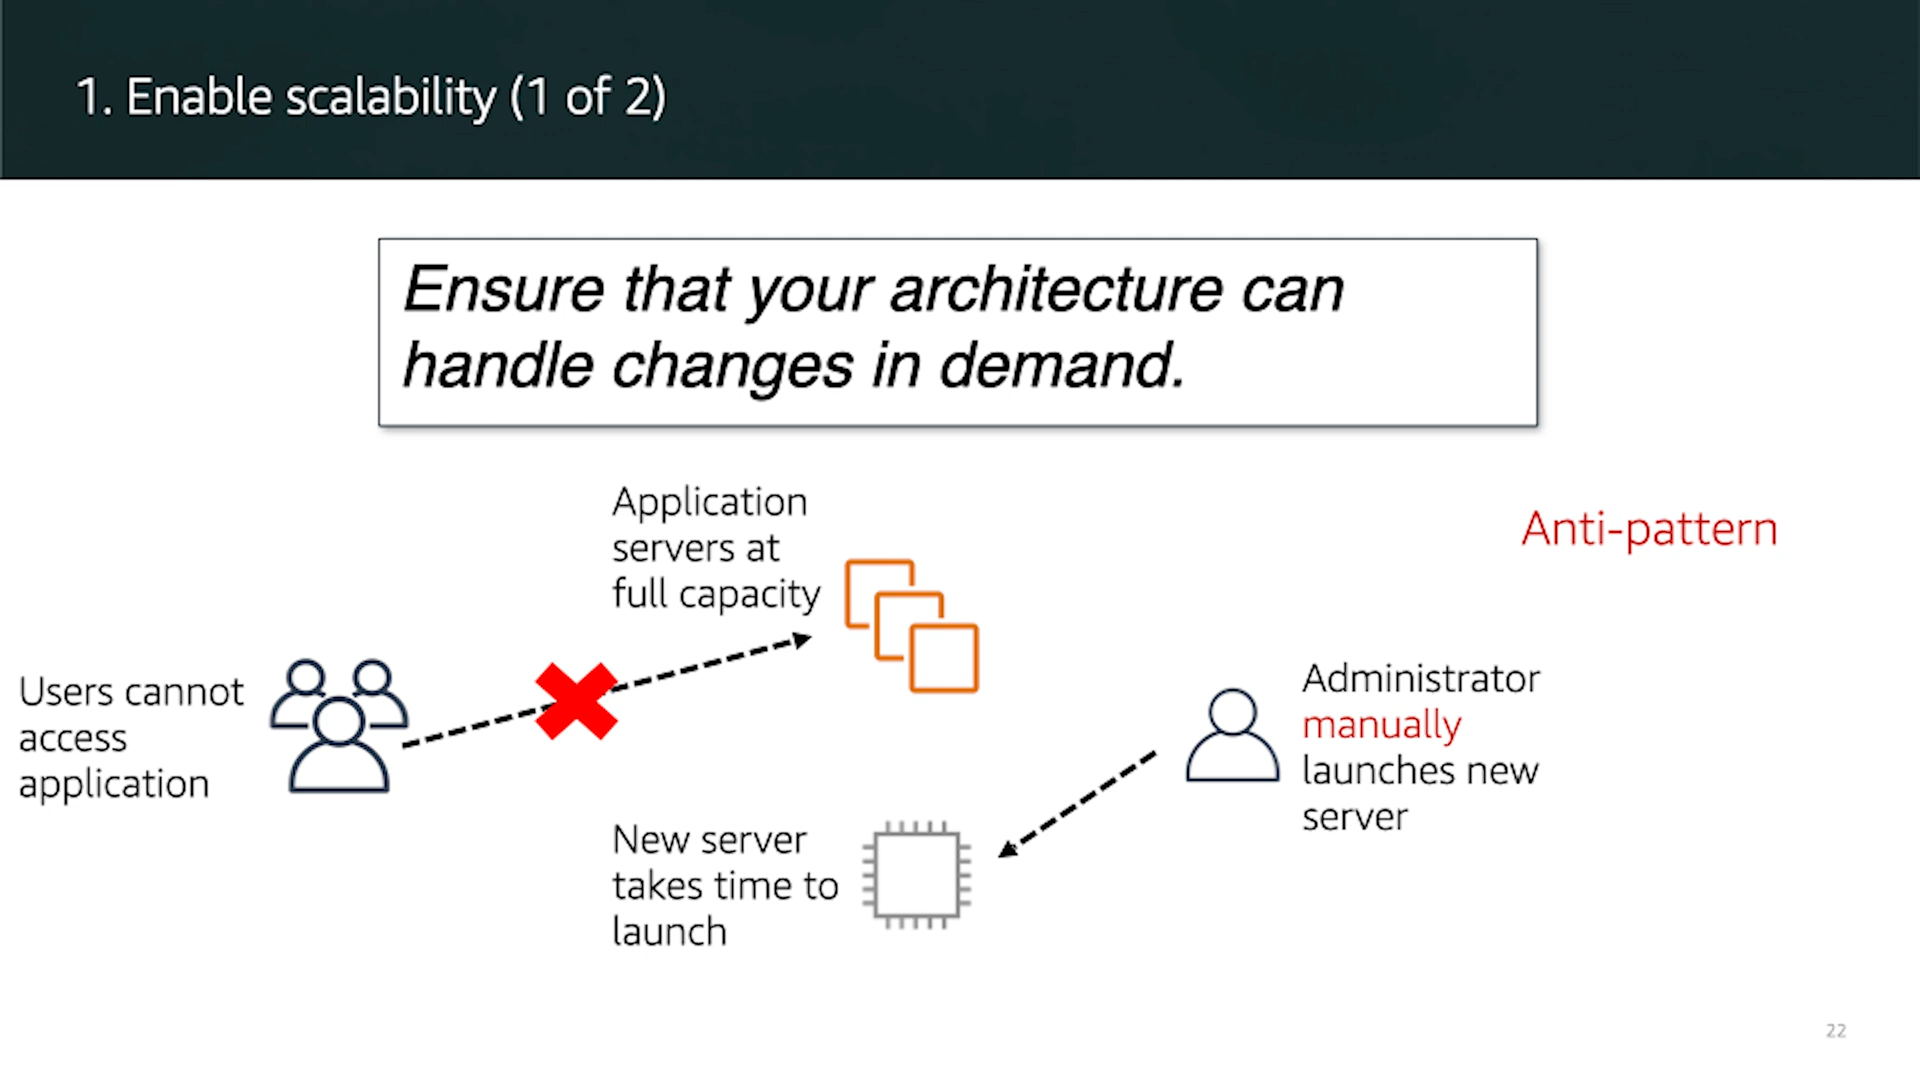 1. Enable scalability (1 of 2)
Ensure that your architecture can
handle changes in demand.
Application
servers at
full capacity
Anti-pattern
Users cannot
access
application
Administrator
manually
launches new
server
New server
takes time to
launch
22